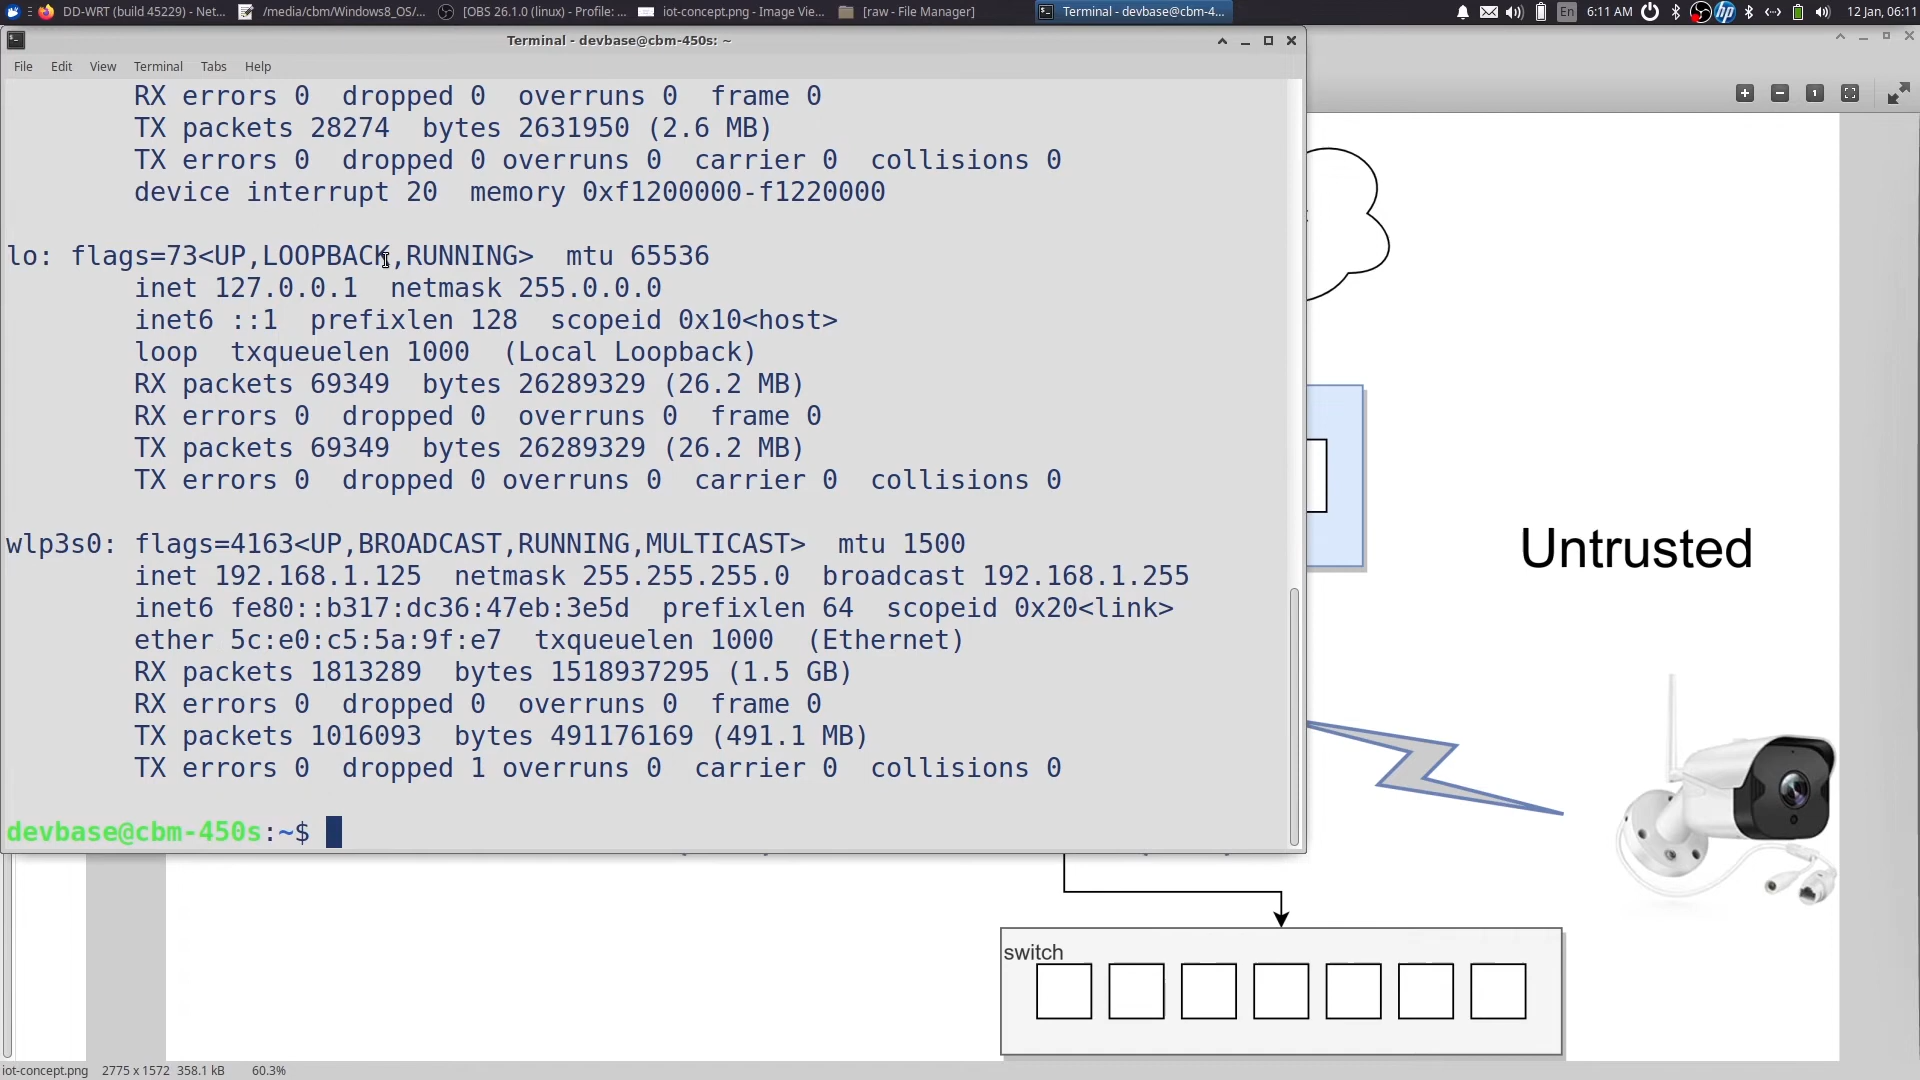 DD-WRT (build 45229) - Net...
/media/cbm/Windows8_OS/...
[OBS 26.1.0 (linux) - Profile: ...
iot-concept.png - Image Vie...
[raw - File Manager]
Terminal - devbase@cbm-4...
En
6:11 AM
12 Jan, 06:11
Terminal - devbase@cbm-450s: ~
File Edit View Terminal Tabs Help
RX errors 0  dropped 0  overruns 0  frame 0
TX packets 28274  bytes 2631950 (2.6 MB)
TX errors 0  dropped 0 overruns 0  carrier 0  collisions 0
device interrupt 20  memory 0xf1200000-f1220000
lo: flags=73<UP,LOOPBACK,RUNNING>  mtu 65536
inet 127.0.0.1  netmask 255.0.0.0
inet6 ::1  prefixlen 128  scopeid 0x10<host>
loop  txqueuelen 1000  (Local Loopback)
RX packets 69349  bytes 26289329 (26.2 MB)
RX errors 0  dropped 0  overruns 0  frame 0
TX packets 69349  bytes 26289329 (26.2 MB)
TX errors 0  dropped 0 overruns 0  carrier 0  collisions 0
wlp3s0: flags=4163<UP,BROADCAST,RUNNING,MULTICAST>  mtu 1500
inet 192.168.1.125  netmask 255.255.255.0  broadcast 192.168.1.255
inet6 fe80::b317:dc36:47eb:3e5d  prefixlen 64  scopeid 0x20<link>
ether 5c:e0:c5:5a:9f:e7  txqueuelen 1000  (Ethernet)
RX packets 1813289  bytes 1518937295 (1.5 GB)
RX errors 0  dropped 0  overruns 0  frame 0
TX packets 1016093  bytes 491176169 (491.1 MB)
TX errors 0  dropped 1 overruns 0  carrier 0  collisions 0
devbase@cbm-450s:~$
Untrusted
switch
iot-concept.png  2775 x 1572  358.1 kB  60.3%